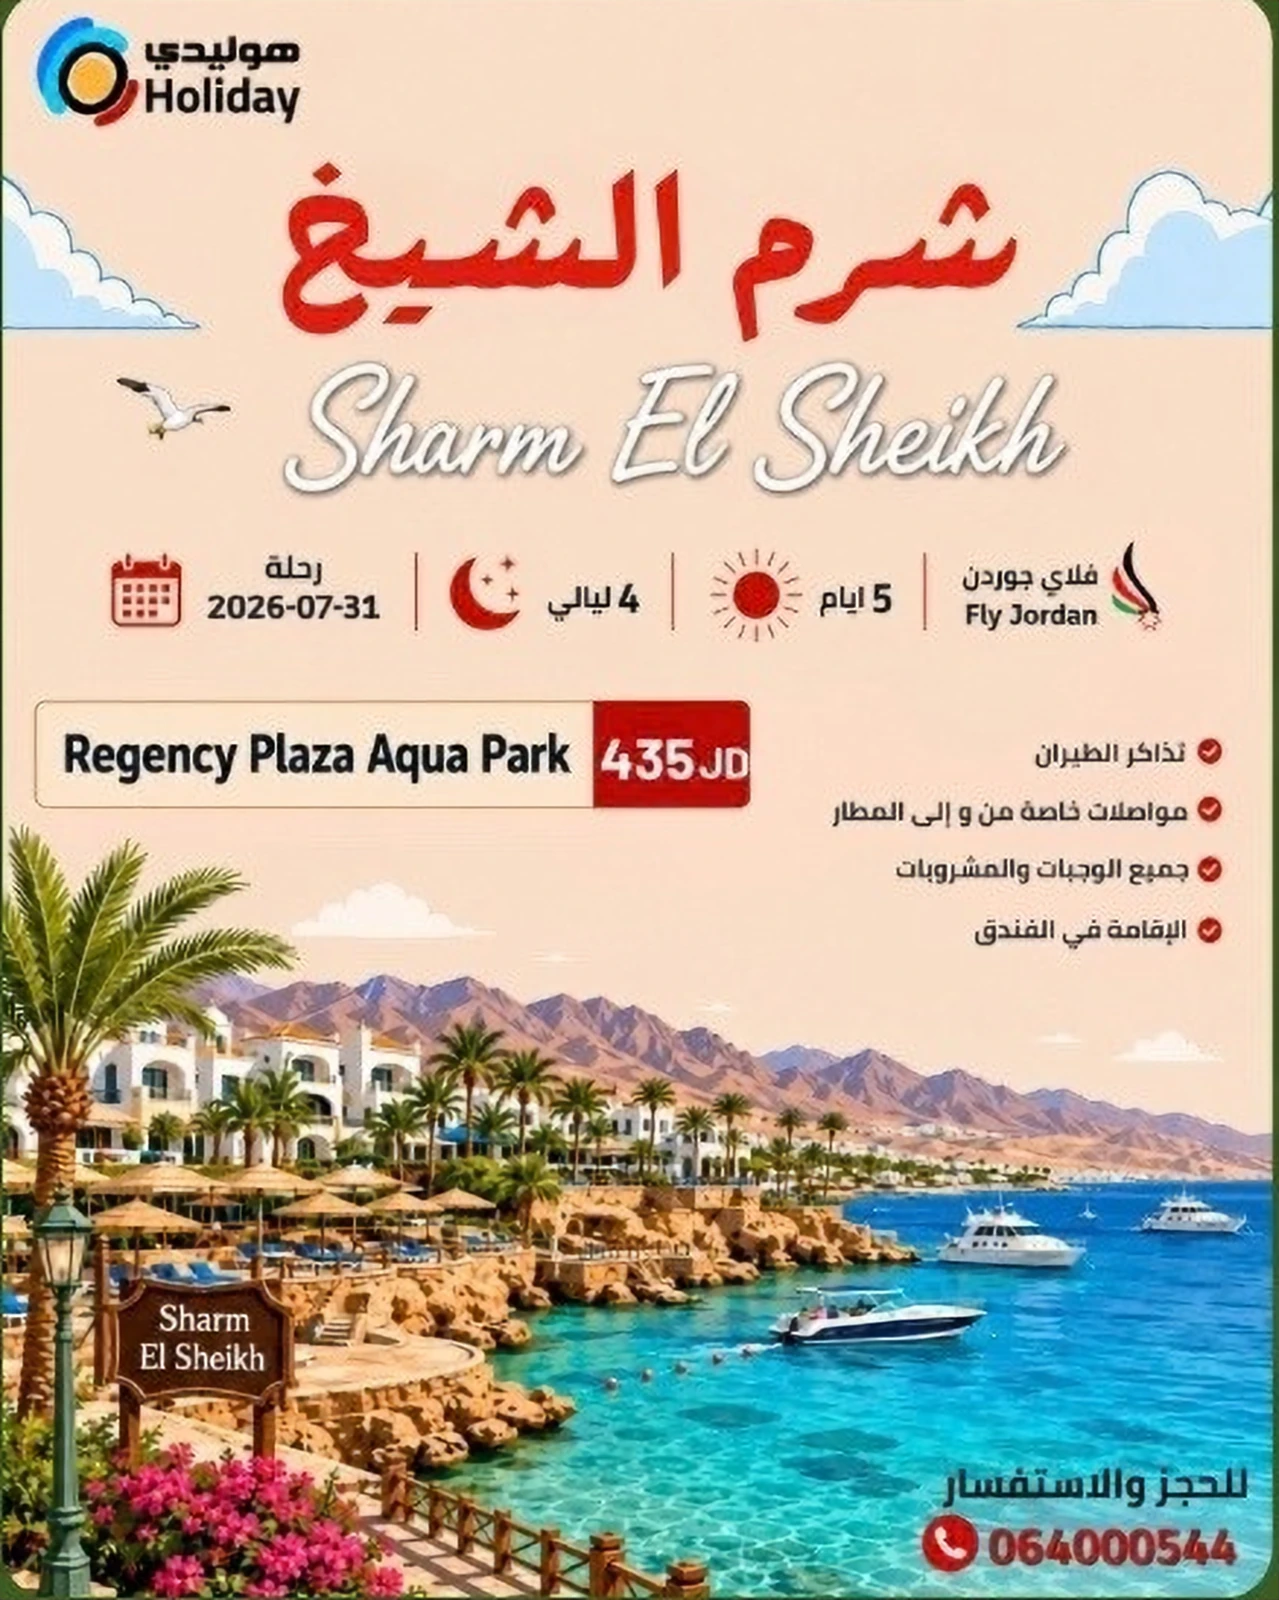 هوليدي
Holiday
شرم الشيخ
Sharm El Sheikh
فلاي جوردن
Fly Jordan
5 ايام
4 ليالي
رحلة
2026-07-31
Regency Plaza Aqua Park
435 JD
تذاكر الطيران
مواصلات خاصة من و إلى المطار
جميع الوجبات والمشروبات
الإقامة في الفندق
Sharm
El Sheikh
للحجز والاستفسار
064000544